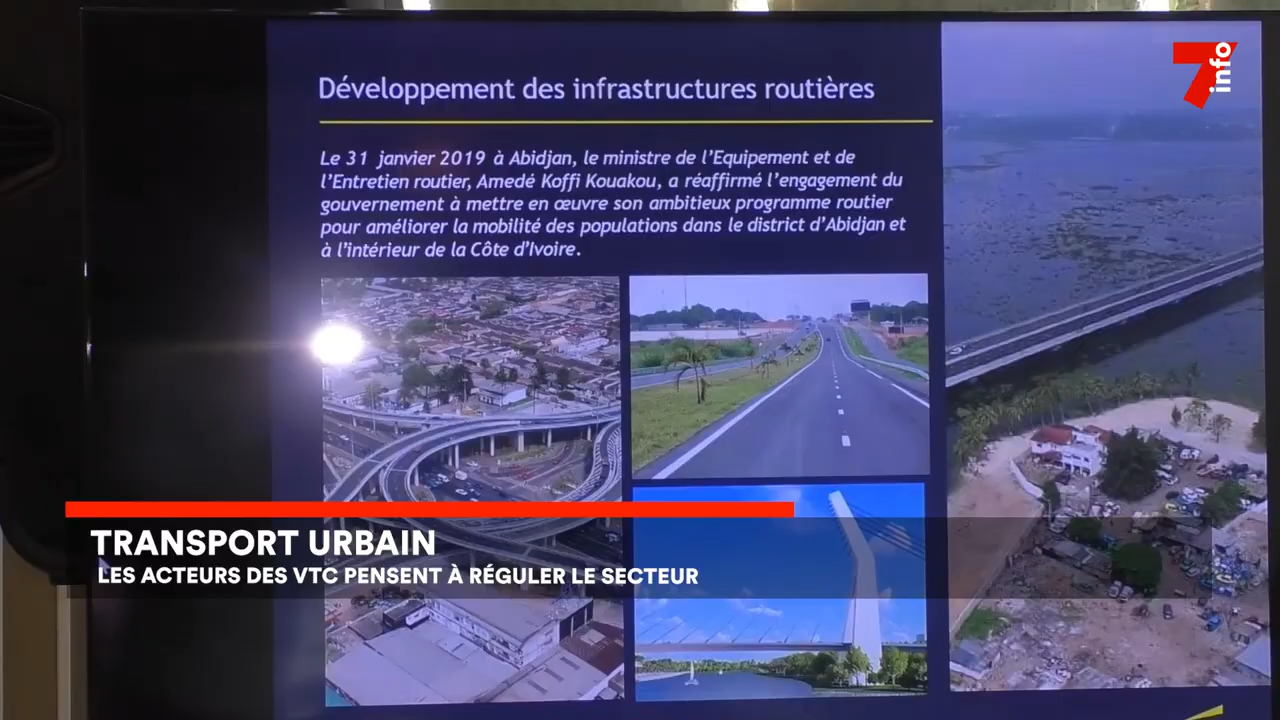 Développement des infrastructures routières
Le 31 janvier 2019 à Abidjan, le ministre de l'Equipement et de
l'Entretien routier, Amedé Koffi Kouakou, a réaffirmé l'engagement du
gouvernement à mettre en œuvre son ambitieux programme routier
pour améliorer la mobilité des populations dans le district d'Abidjan et
à l'intérieur de la Côte d'Ivoire.
7info
TRANSPORT URBAIN
LES ACTEURS DES VTC PENSENT À RÉGULER LE SECTEUR